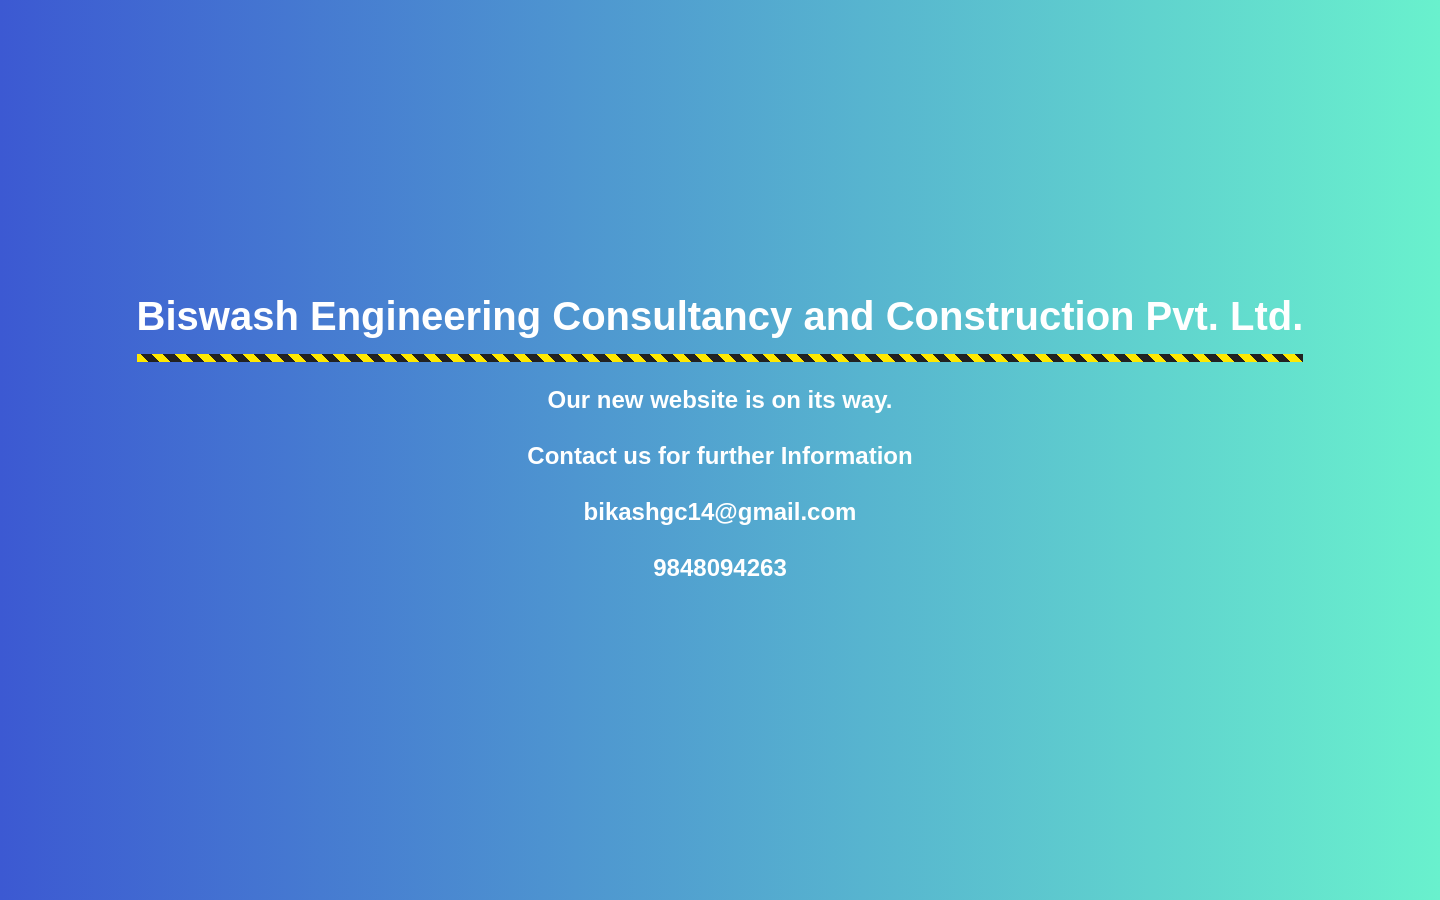 Biswash Engineering Consultancy and Construction Pvt. Ltd.
Our new website is on its way.
Contact us for further Information
bikashgc14@gmail.com
9848094263